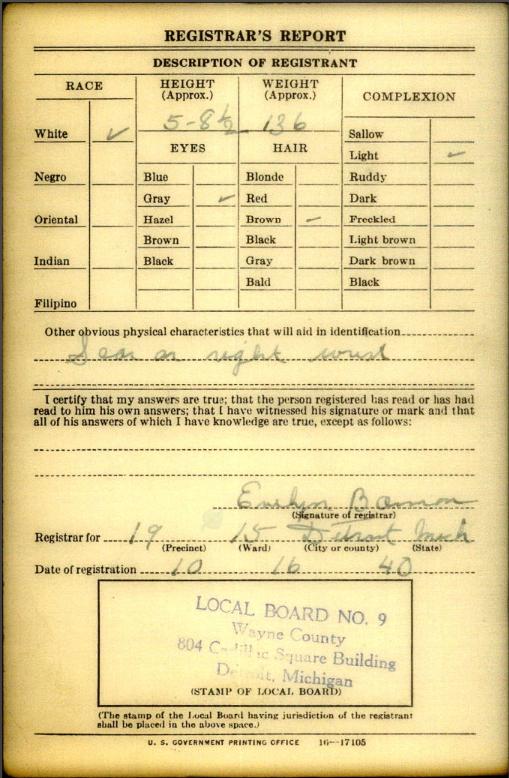 REGISTRAR'S REPORT
DESCRIPTION OF REGISTRANT
RACE
HEIGHT
(Approx.)
WEIGHT
(Approx.)
COMPLEXION
5-8½ 136
White ✓
EYES
HAIR
Sallow
Light ✓
Negro
Blue
Blonde
Ruddy
Gray ✓
Red
Dark
Oriental
Hazel
Brown ✓
Freckled
Brown
Black
Light brown
Indian
Black
Gray
Dark brown
Bald
Black
Filipino
Other obvious physical characteristics that will aid in identification
Scar on right wrist
I certify that my answers are true; that the person registered has read or has had
read to him his own answers; that I have witnessed his signature or mark and that
all of his answers of which I have knowledge are true, except as follows:
Evelyn
(Signature of registrar)
Registrar for 19 15 Detroit Mich
(Precinct) (Ward) (City or county) (State)
Date of registration 10 16 40
LOCAL BOARD NO. 9
Wayne County
804 Cadillac Square Building
Detroit, Michigan
(STAMP OF LOCAL BOARD)
(The stamp of the Local Board having jurisdiction of the registrant
shall be placed in the above space.)
U. S. GOVERNMENT PRINTING OFFICE 16—17105